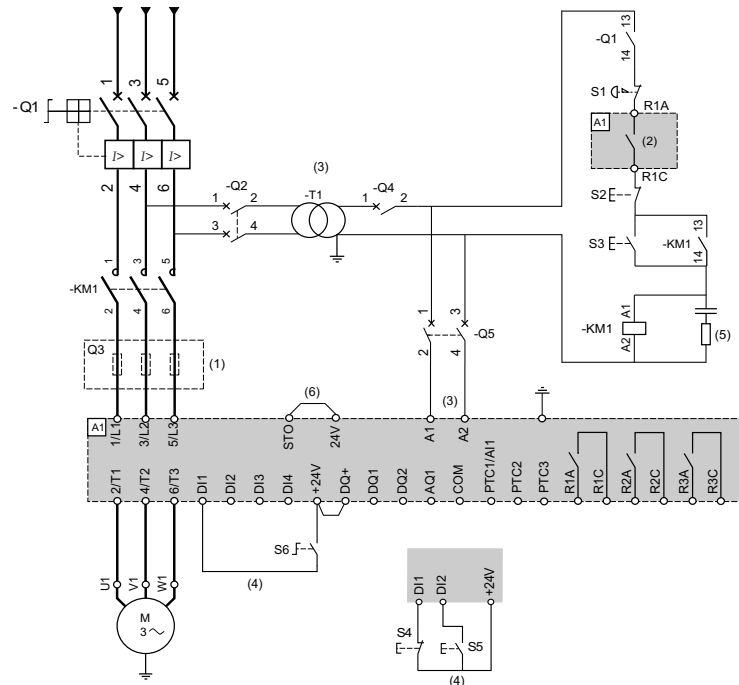 1 3 5
-Q1
I> I> I>
2 4 6
(3)
-Q2
1 2
3 4
-T1
-Q4
1 2
13
-Q1
14
S1
R1A
A1
(2)
R1C
S2
S3
13
-KM1
14
1 3 5
-KM1
2 4 6
1 3
-Q5
2 4
A1
-KM1
A2
(5)
Q3
(1)
(6)
(3)
A1
1/L1 3/L2 5/L3 STO 24V A1 A2
2/T1 4/T2 6/T3 DI1 DI2 DI3 DI4 +24V DQ+ DQ1 DQ2 AQ1 COM PTC1/AI1 PTC2 PTC3 R1A R1C R2A R2C R3A R3C
S6
(4)
U1 V1 W1
M
3
DI1 DI2 +24V
S4 S5
(4)